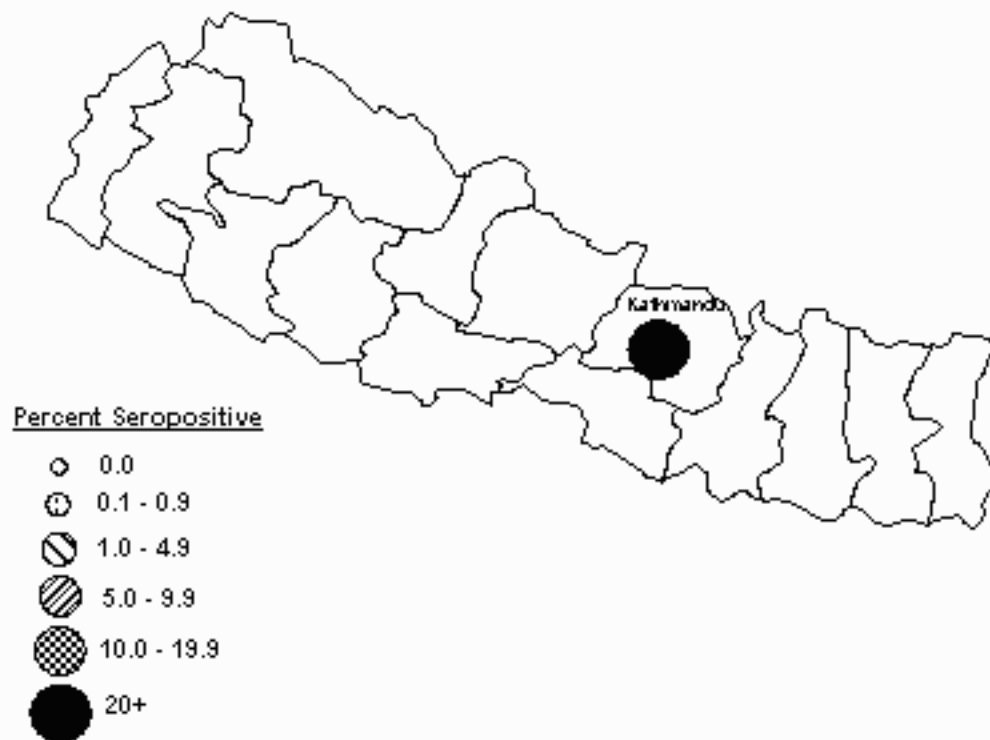 Kathmandu
Percent Seropositive
0.0
0.1 - 0.9
1.0 - 4.9
5.0 - 9.9
10.0 - 19.9
20+